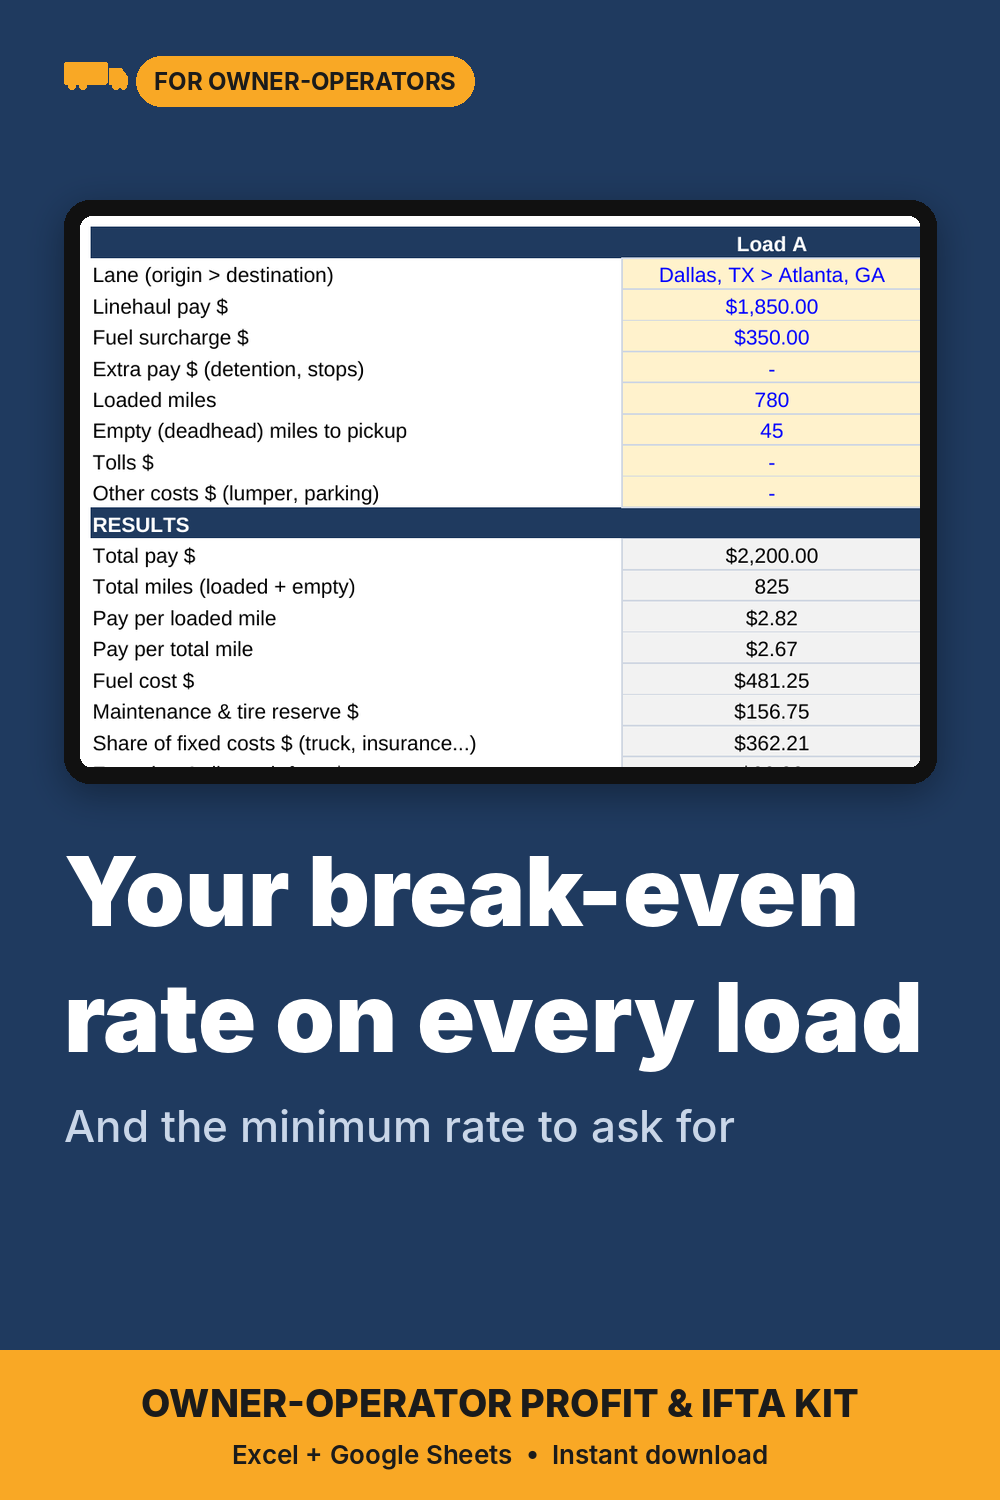 FOR OWNER-OPERATORS
Load A
Lane (origin > destination) Dallas, TX > Atlanta, GA
Linehaul pay $ $1,850.00
Fuel surcharge $ $350.00
Extra pay $ (detention, stops) -
Loaded miles 780
Empty (deadhead) miles to pickup 45
Tolls $ -
Other costs $ (lumper, parking) -
RESULTS
Total pay $ $2,200.00
Total miles (loaded + empty) 825
Pay per loaded mile $2.82
Pay per total mile $2.67
Fuel cost $ $481.25
Maintenance & tire reserve $ $156.75
Share of fixed costs $ (truck, insurance...) $362.21
Your break-even
rate on every load
And the minimum rate to ask for
OWNER-OPERATOR PROFIT & IFTA KIT
Excel + Google Sheets • Instant download